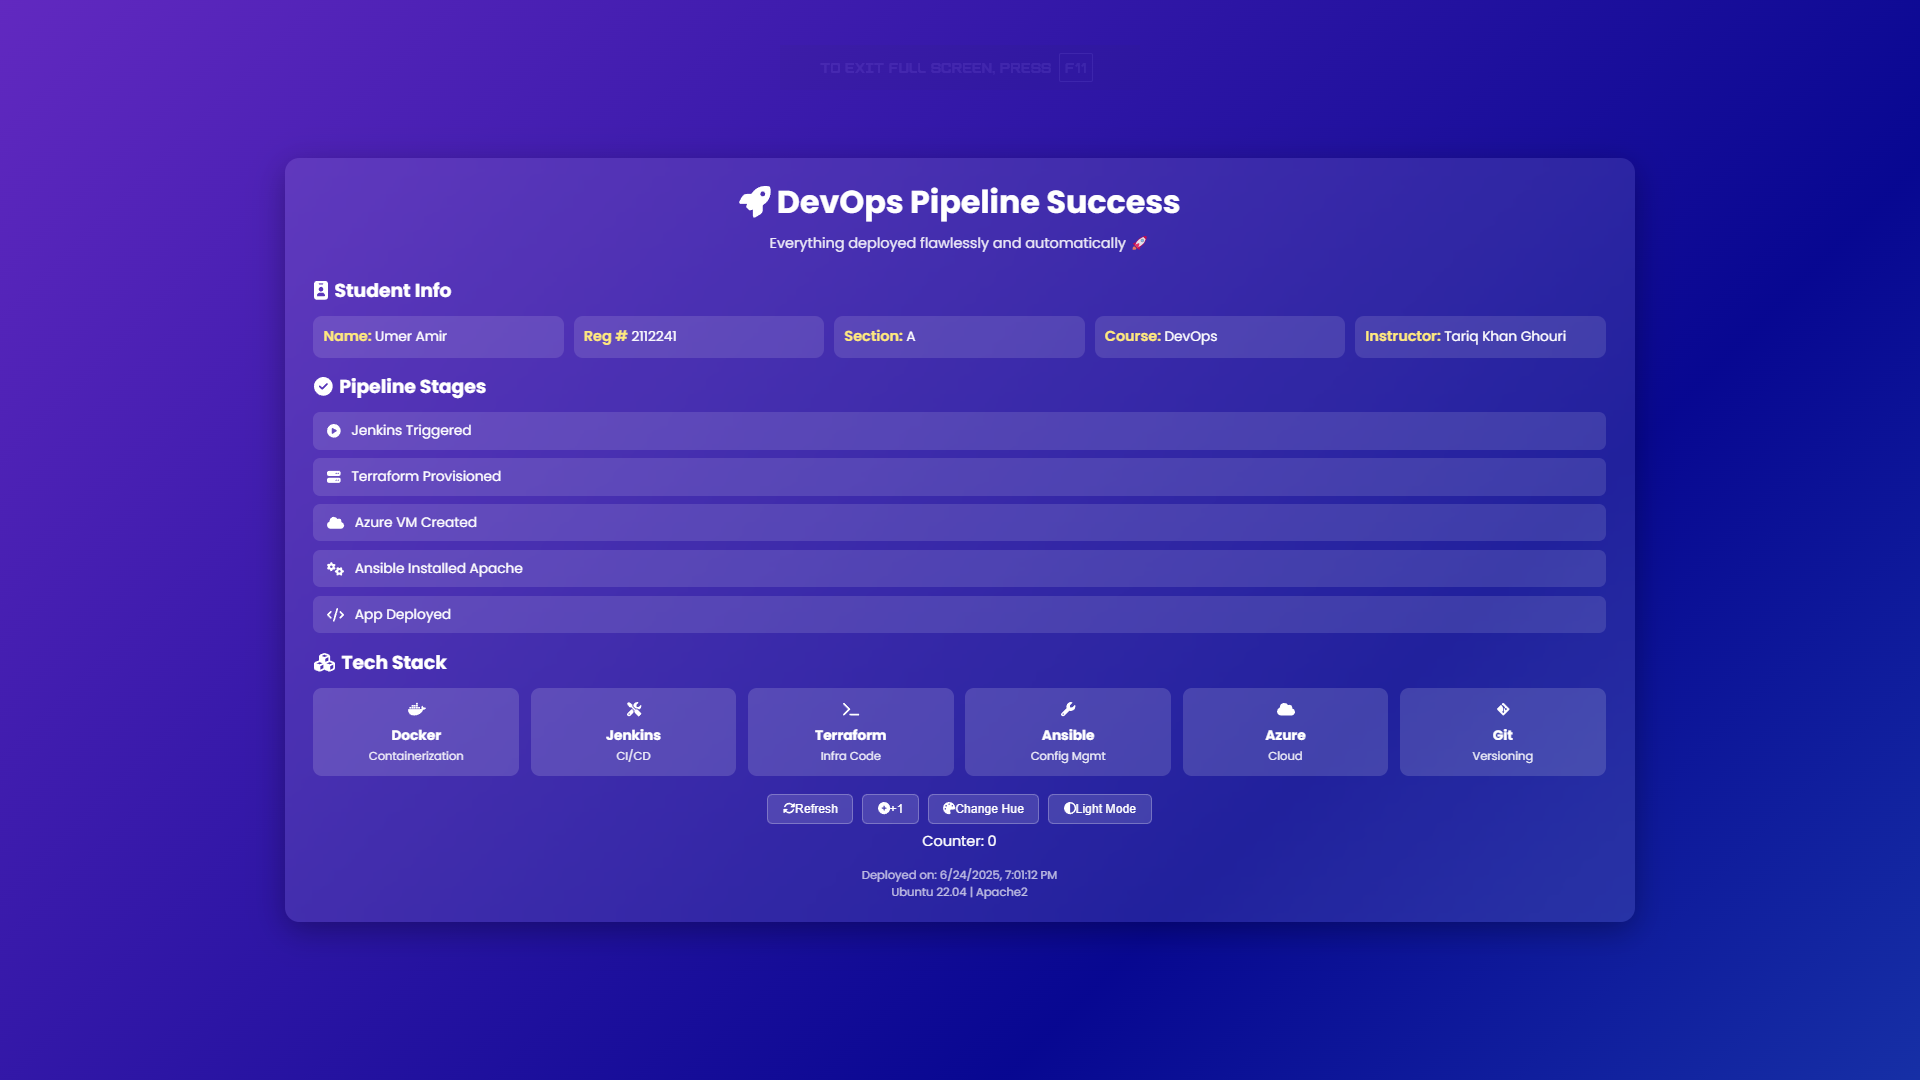 TO EXIT FULL SCREEN, PRESS F11
DevOps Pipeline Success
Everything deployed flawlessly and automatically 🚀
Student Info
Name: Umer Amir
Reg # 2112241
Section: A
Course: DevOps
Instructor: Tariq Khan Ghouri
Pipeline Stages
Jenkins Triggered
Terraform Provisioned
Azure VM Created
Ansible Installed Apache
App Deployed
Tech Stack
Docker
Containerization
Jenkins
CI/CD
Terraform
Infra Code
Ansible
Config Mgmt
Azure
Cloud
Git
Versioning
Refresh
+1
Change Hue
Light Mode
Counter: 0
Deployed on: 6/24/2025, 7:01:12 PM
Ubuntu 22.04 | Apache2